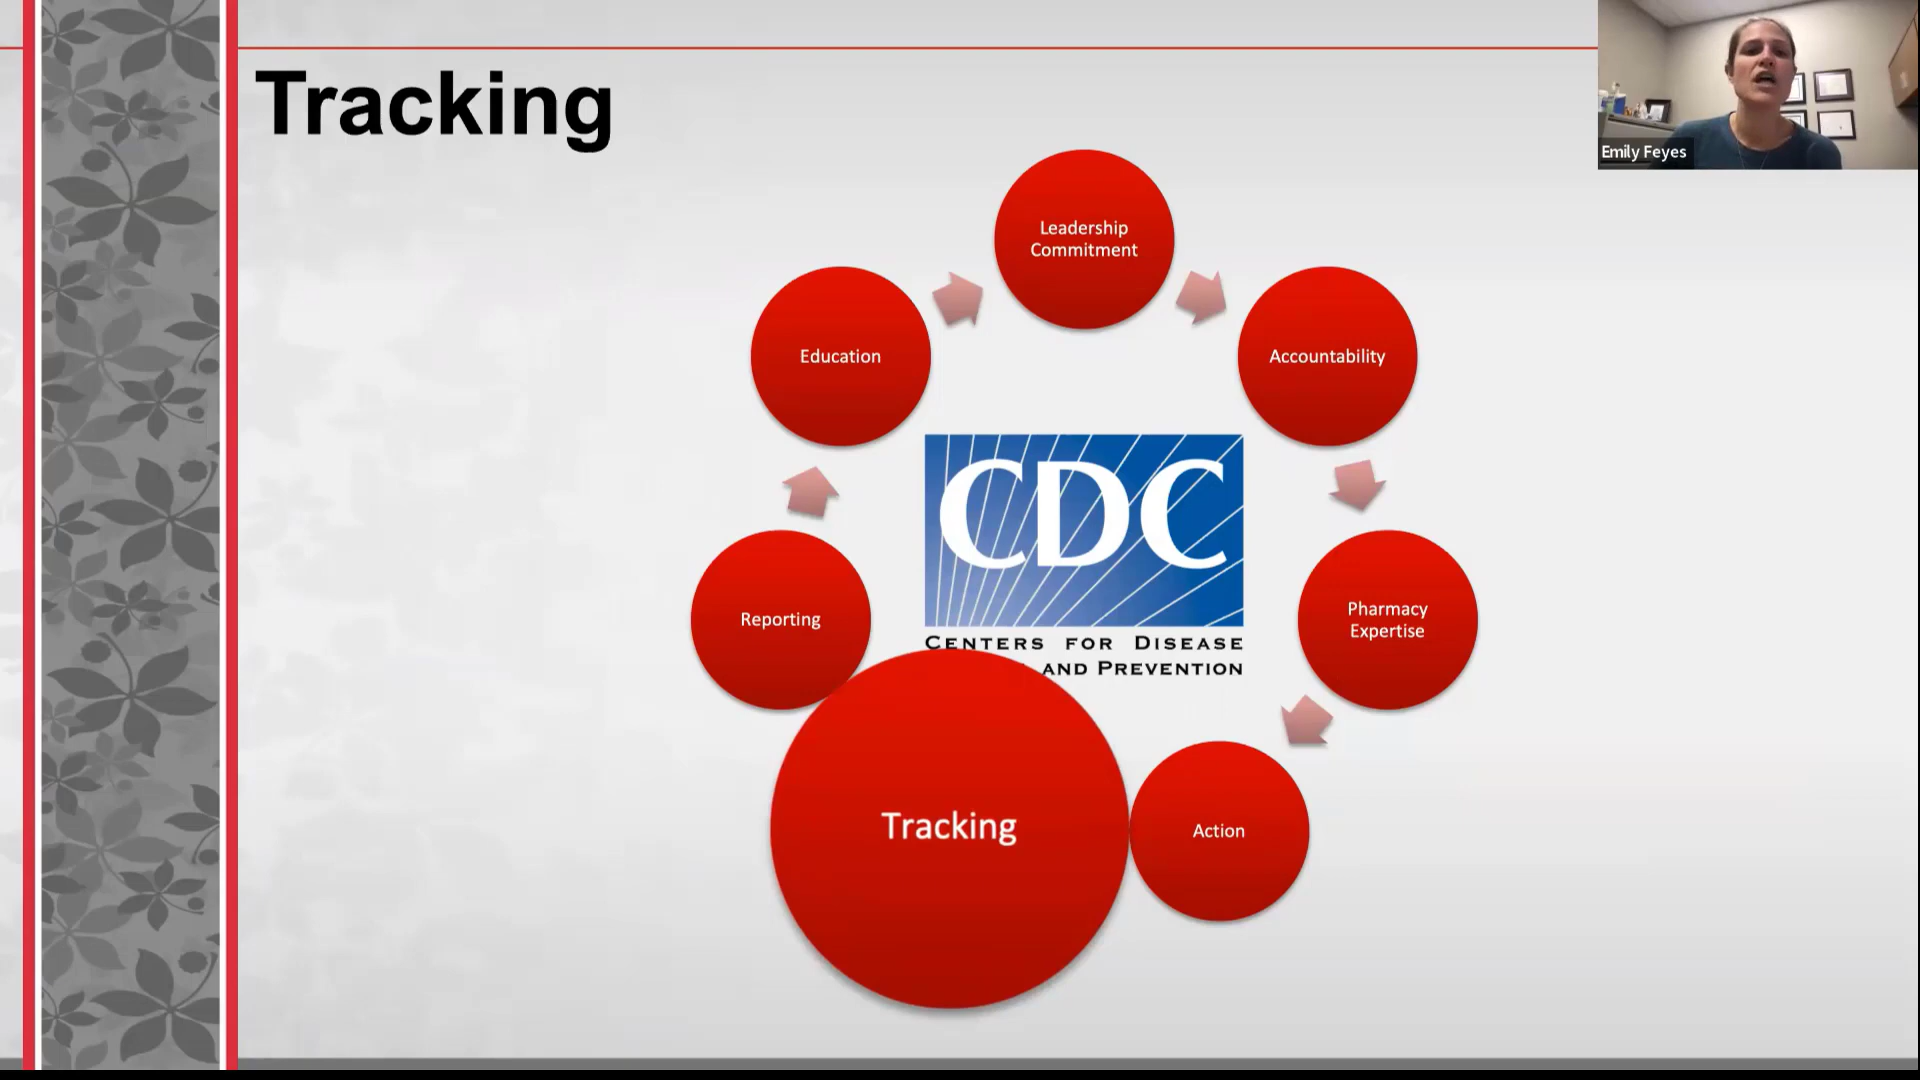 Tracking
Emily Feyes
Leadership
Commitment
Education
Accountability
CDC
CENTERS FOR DISEASE
AND PREVENTION
Reporting
Pharmacy
Expertise
Tracking
Action